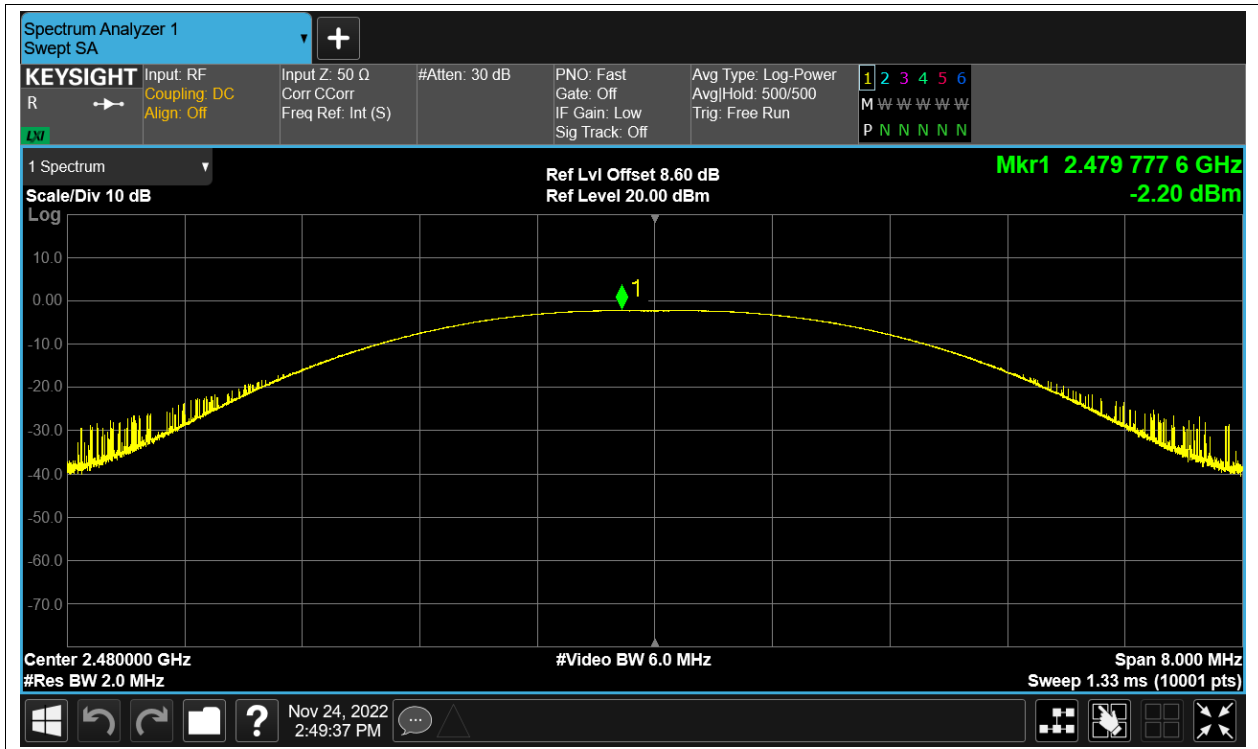 Spectrum Analyzer 1
Swept SA
KEYSIGHT
R
LXI
Input: RF
Coupling: DC
Align: Off
Input Z: 50 Ω
Corr CCorr
Freq Ref: Int (S)
#Atten: 30 dB
PNO: Fast
Gate: Off
IF Gain: Low
Sig Track: Off
Avg Type: Log-Power
Avg|Hold: 500/500
Trig: Free Run
1 2 3 4 5 6
M W W W W W
P N N N N N
1 Spectrum
Scale/Div 10 dB
Log
Ref Lvl Offset 8.60 dB
Ref Level 20.00 dBm
Mkr1 2.479 777 6 GHz
-2.20 dBm
1
10.0
0.00
-10.0
-20.0
-30.0
-40.0
-50.0
-60.0
-70.0
Center 2.480000 GHz
#Res BW 2.0 MHz
#Video BW 6.0 MHz
Span 8.000 MHz
Sweep 1.33 ms (10001 pts)
?
Nov 24, 2022
2:49:37 PM